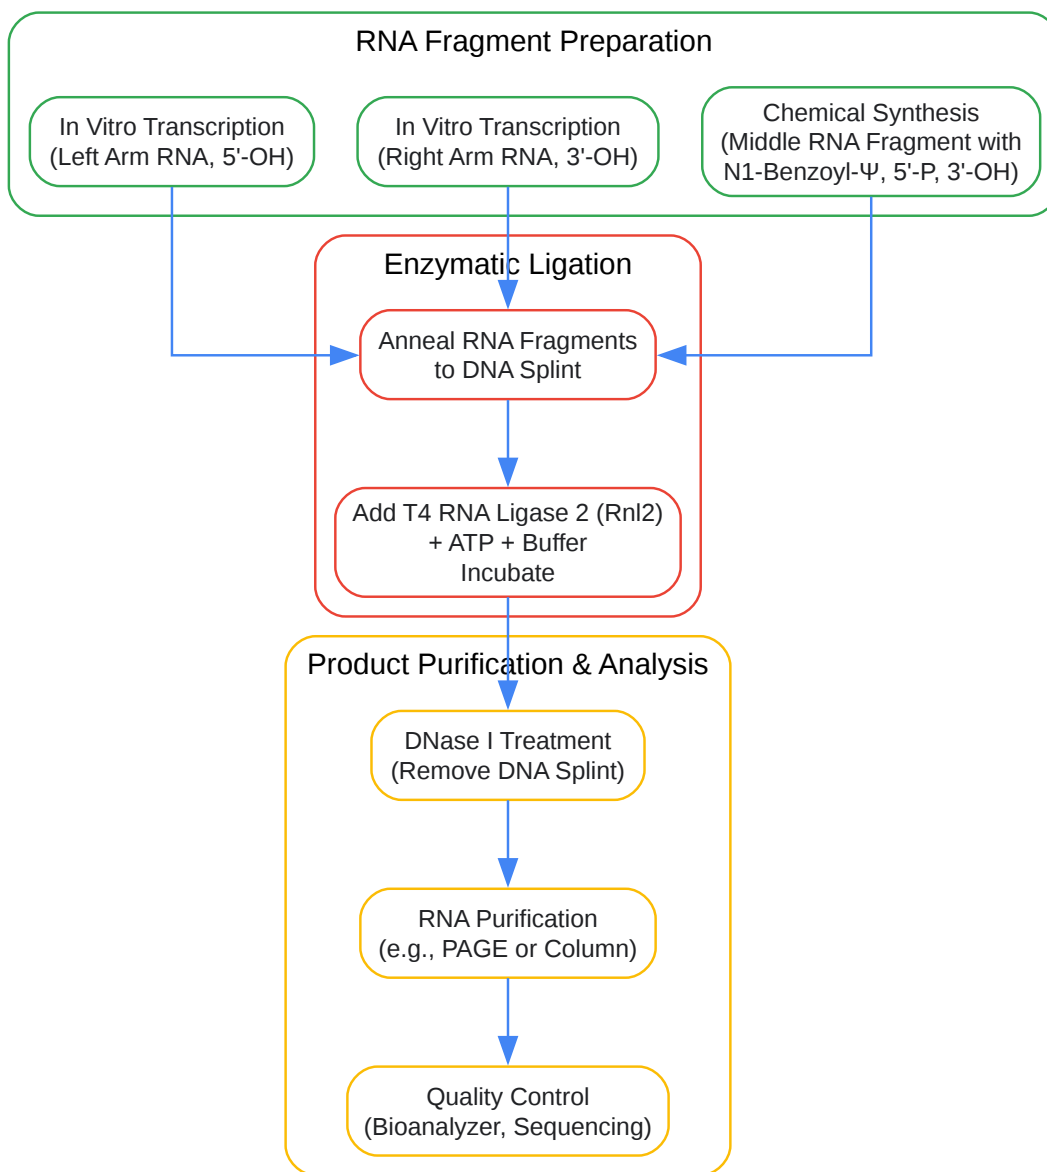 RNA Fragment Preparation
In Vitro Transcription
(Left Arm RNA, 5'-OH)
In Vitro Transcription
(Right Arm RNA, 3'-OH)
Chemical Synthesis
(Middle RNA Fragment with
N1-Benzoyl-Ψ, 5'-P, 3'-OH)
Enzymatic Ligation
Anneal RNA Fragments
to DNA Splint
Add T4 RNA Ligase 2 (Rnl2)
+ ATP + Buffer
Incubate
Product Purification & Analysis
DNase I Treatment
(Remove DNA Splint)
RNA Purification
(e.g., PAGE or Column)
Quality Control
(Bioanalyzer, Sequencing)